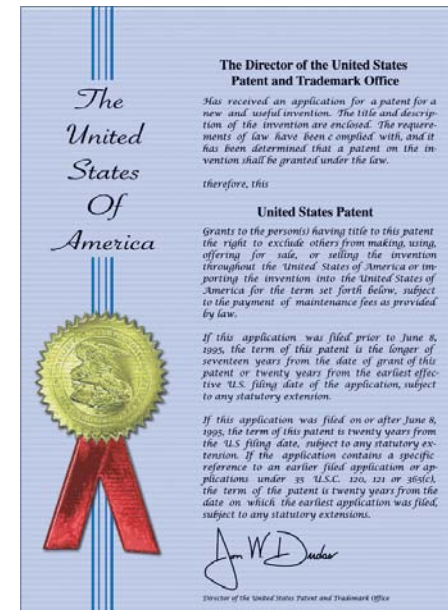 The
United
States
Of
America
The Director of the United States
Patent and Trademark Office
Has received an application for a patent for a
new and useful invention. The title and descrip-
tion of the invention are enclosed. The require-
ments of law have been c omplied with, and it
has been determined that a patent on the in-
vention shall be granted under the law.
therefore, this
United States Patent
Grants to the person(s) having title to this patent
the right to exclude others from making, using,
offering for sale, or selling the invention
throughout the United States of America or im-
porting the invention into the United States of
America for the term set forth below, subject
to the payment of maintenance fees as provided
by law.
If this application was filed prior to June 8,
1995, the term of this patent is the longer of
seventeen years from the date of grant of this
patent or twenty years from the earliest effec-
tive U.S. filing date of the application, subject
to any statutory extension.
If this application was filed on or after June 8,
1995, the term of this patent is twenty years from
the U.S filing date, subject to any statutory ex-
tension. If the application contains a specific
reference to an earlier filed application or ap-
plications under 35 U.S.C. 120, 121 or 365(c),
the term of the patent is twenty years from the
date on which the earliest application was filed,
subject to any statutory extensions.
Jon W Dudas
Director of the United States Patent and Trademark Office